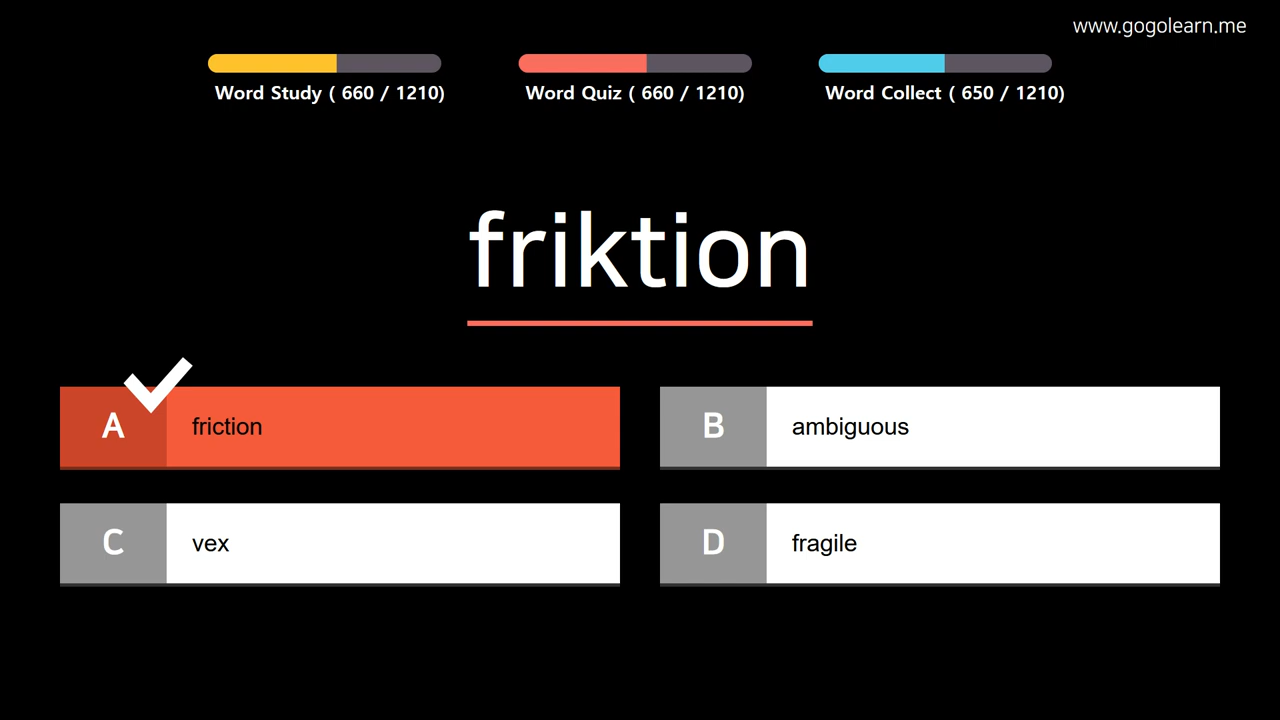 www.gogolearn.me
Word Study ( 660 / 1210)
Word Quiz ( 660 / 1210)
Word Collect ( 650 / 1210)
friktion
A friction
B ambiguous
C vex
D fragile